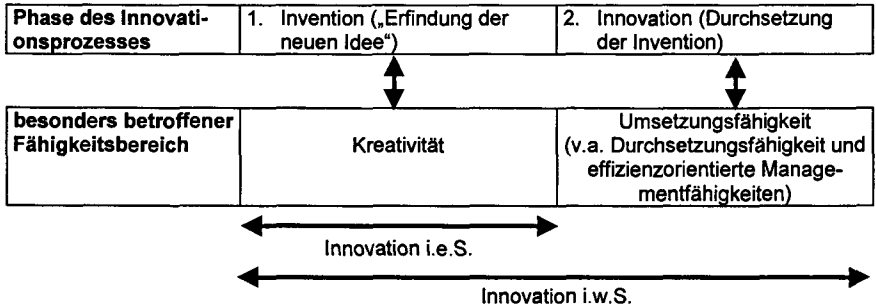 Phase des Innovati-
onsprozesses
1. Invention („Erfindung der
neuen Idee“)
2. Innovation (Durchsetzung
der Invention)
besonders betroffener
Fähigkeitsbereich
Kreativität
Umsetzungsfähigkeit
(v.a. Durchsetzungsfähigkeit und
effizienzorientierte Manage-
mentfähigkeiten)
Innovation i.e.S.
Innovation i.w.S.